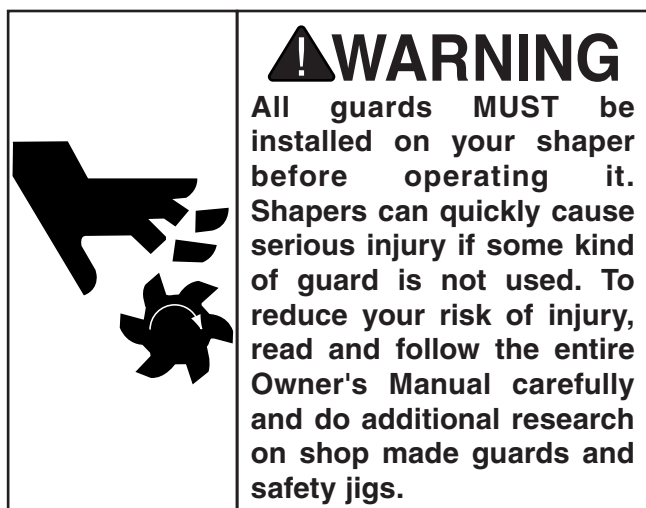 WARNING
All guards MUST be
installed on your shaper
before operating it.
Shapers can quickly cause
serious injury if some kind
of guard is not used. To
reduce your risk of injury,
read and follow the entire
Owner's Manual carefully
and do additional research
on shop made guards and
safety jigs.